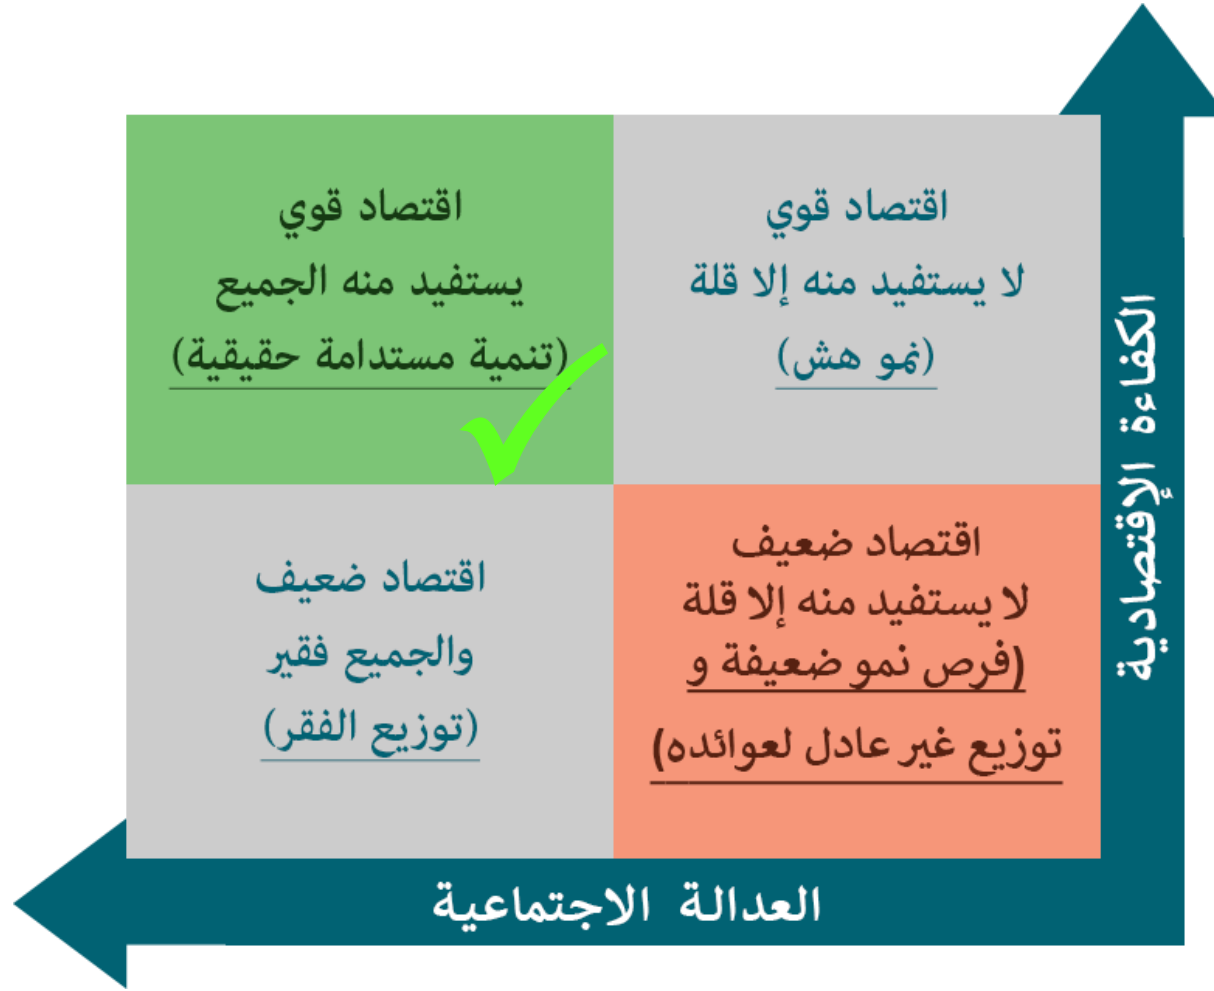 اقتصاد قوي
لا يستفيد منه إلا قلة
(نمو هش)
اقتصاد قوي
يستفيد منه الجميع
(تنمية مستدامة حقيقية)
اقتصاد ضعيف
لا يستفيد منه إلا قلة
(فرص نمو ضعيفة و
توزيع غير عادل لعوائده)
اقتصاد ضعيف
والجميع فقير
(توزيع الفقر)
الكفاءة الإقتصادية
العدالة الاجتماعية